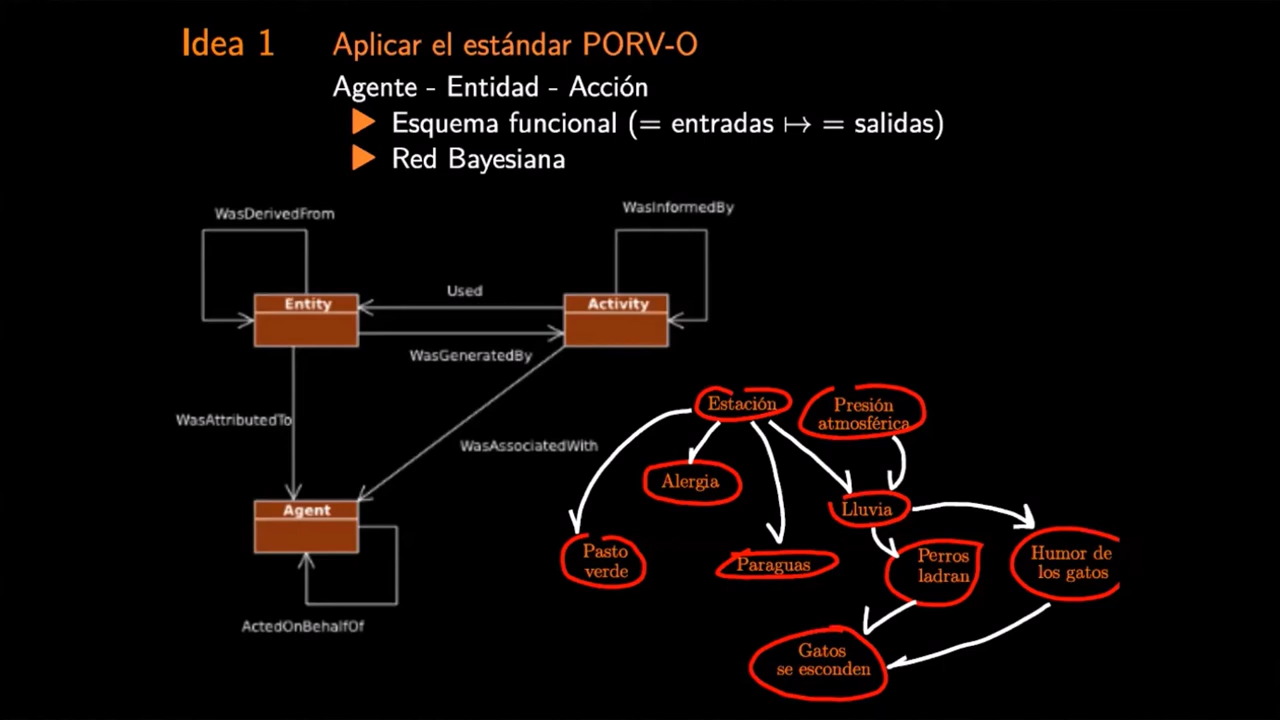 Idea 1
Aplicar el estándar PORV-O
Agente - Entidad - Acción
Esquema funcional (= entradas ↦ = salidas)
Red Bayesiana
WasDerivedFrom
WasInformedBy
Entity
Used
Activity
WasGeneratedBy
WasAttributedTo
WasAssociatedWith
Agent
ActedOnBehalfOf
Estación
Presión
atmosférica
Alergia
Lluvia
Pasto
verde
Paraguas
Perros
ladran
Humor de
los gatos
Gatos
se esconden